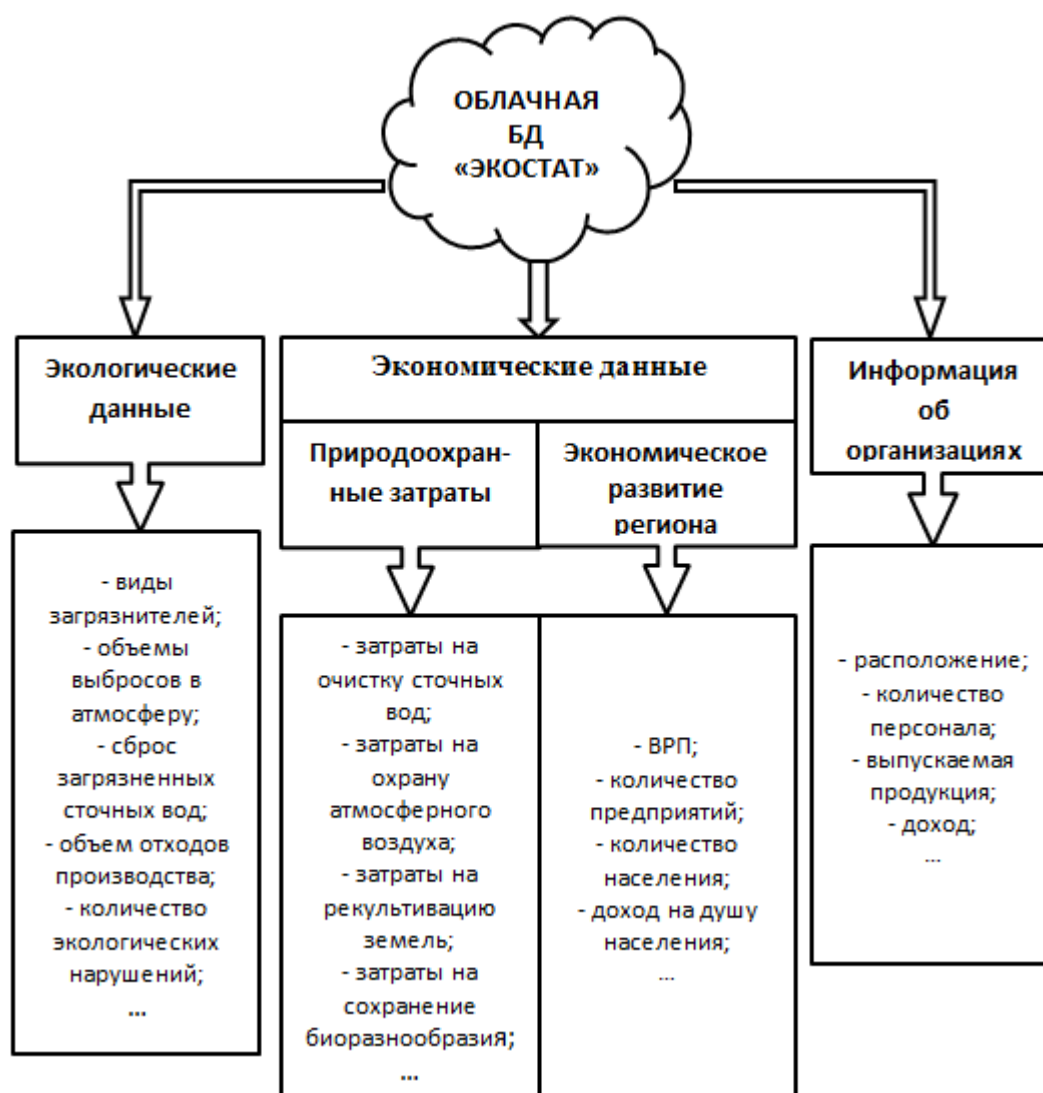 ОБЛАЧНАЯ
БД
«ЭКОСТАТ»
Экологические
данные
Экономические данные
Природоохран-
ные затраты
Экономическое
развитие
региона
Информация
об
организациях
- виды
загрязнителей;
- объемы
выбросов в
атмосферу;
- сброс
загрязненных
сточных вод;
- объем отходов
производства;
- количество
экологических
нарушений;
...
- затраты на
очистку сточных
вод;
- затраты на
охрану
атмосферного
воздуха;
- затраты на
рекультивацию
земель;
- затраты на
сохранение
биоразнообразия;
...
- ВРП;
- количество
предприятий;
- количество
населения;
- доход на душу
населения;
...
- расположение;
- количество
персонала;
- выпускаемая
продукция;
- доход;
...